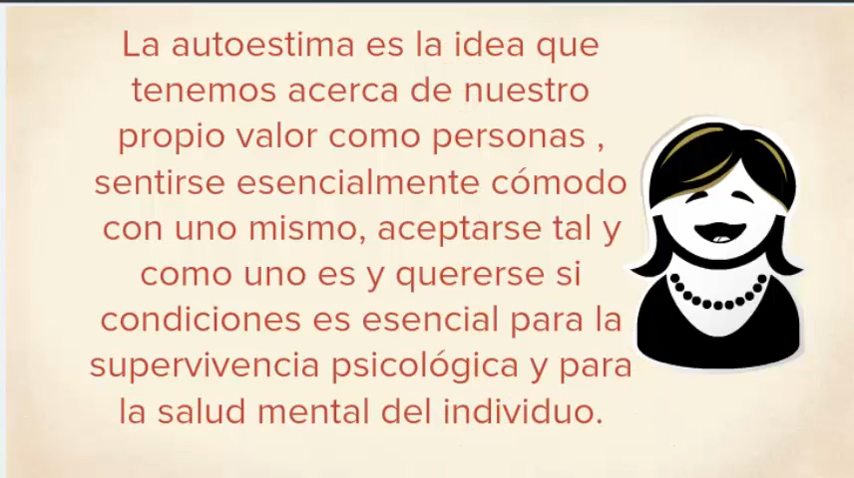 La autoestima es la idea que
tenemos acerca de nuestro
propio valor como personas ,
sentirse esencialmente cómodo
con uno mismo, aceptarse tal y
como uno es y quererse si
condiciones es esencial para la
supervivencia psicológica y para
la salud mental del individuo.